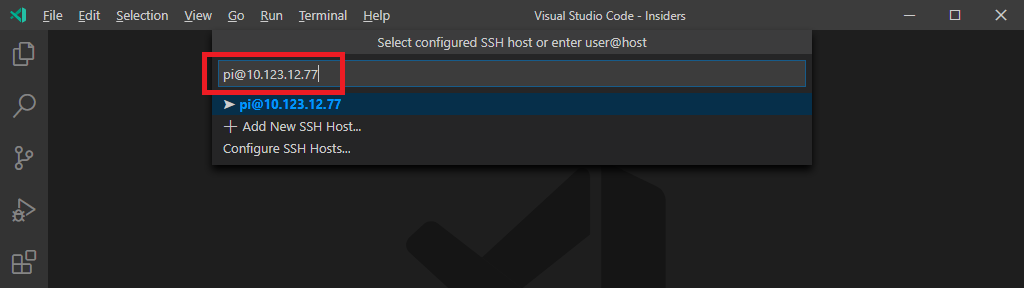 File Edit Selection View Go Run Terminal Help Visual Studio Code - Insiders
Select configured SSH host or enter user@host
pi@10.123.12.77
pi@10.123.12.77
Add New SSH Host...
Configure SSH Hosts...